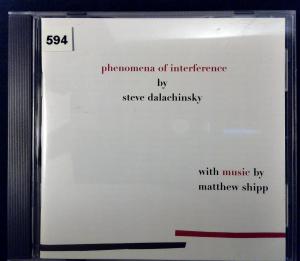 594
phenomena of interference
by
steve dalachinsky
with music by
matthew shipp